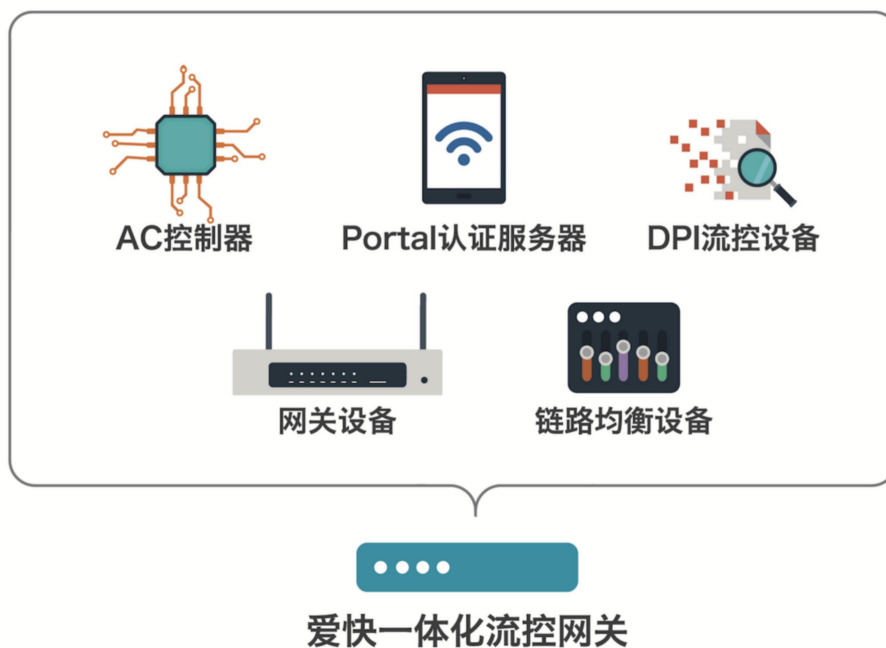 AC控制器
Portal认证服务器
DPI流控设备
网关设备
链路均衡设备
爱快一体化流控网关